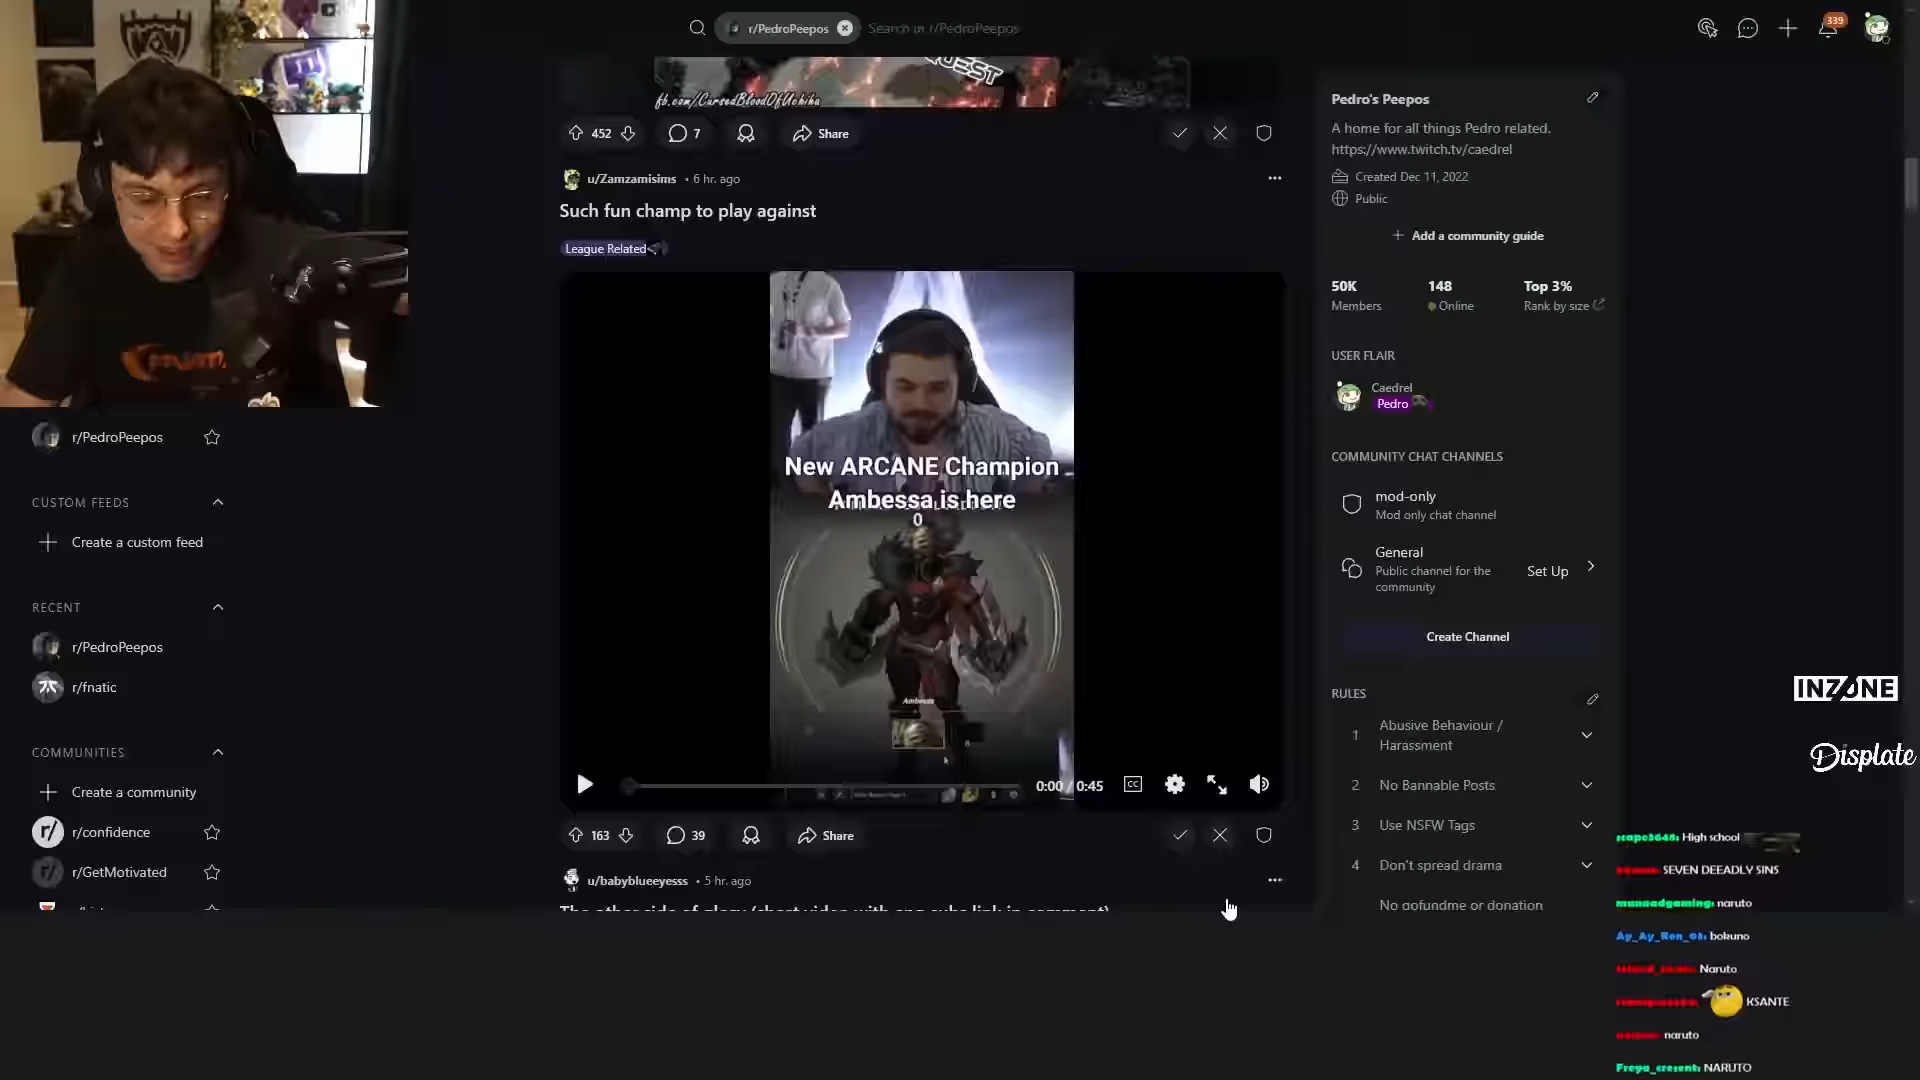 r/PedroPeepos
Search in r/PedroPeepos
339
QUEST
fb.com/CursedBloodOfUchiha
452
7
Share
u/Zamzamisims • 6 hr. ago
Such fun champ to play against
League Related
New ARCANE Champion
Ambessa is here
0
Ambessa
0:00 / 0:45
CC
163
39
Share
u/babyblueeyesss • 5 hr. ago
r/PedroPeepos
CUSTOM FEEDS
Create a custom feed
RECENT
r/PedroPeepos
r/fnatic
COMMUNITIES
Create a community
r/ r/confidence
r/ r/GetMotivated
Pedro's Peepos
A home for all things Pedro related.
https://www.twitch.tv/caedrel
Created Dec 11, 2022
Public
Add a community guide
50K
Members
148
Online
Top 3%
Rank by size
USER FLAIR
Caedrel
Pedro
COMMUNITY CHAT CHANNELS
mod-only
Mod only chat channel
General
Public channel for the
community
Set Up
Create Channel
RULES
1 Abusive Behaviour /
Harassment
2 No Bannable Posts
3 Use NSFW Tags
4 Don't spread drama
No gofundme or donation
INZONE
Displate
High school
SEVEN DEEADLY SINS
naruto
bokuno
Naruto
KSANTE
naruto
NARUTO